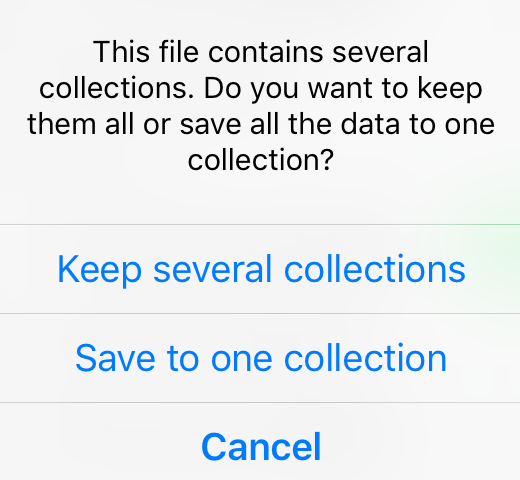 This file contains several
collections. Do you want to keep
them all or save all the data to one
collection?
Keep several collections
Save to one collection
Cancel